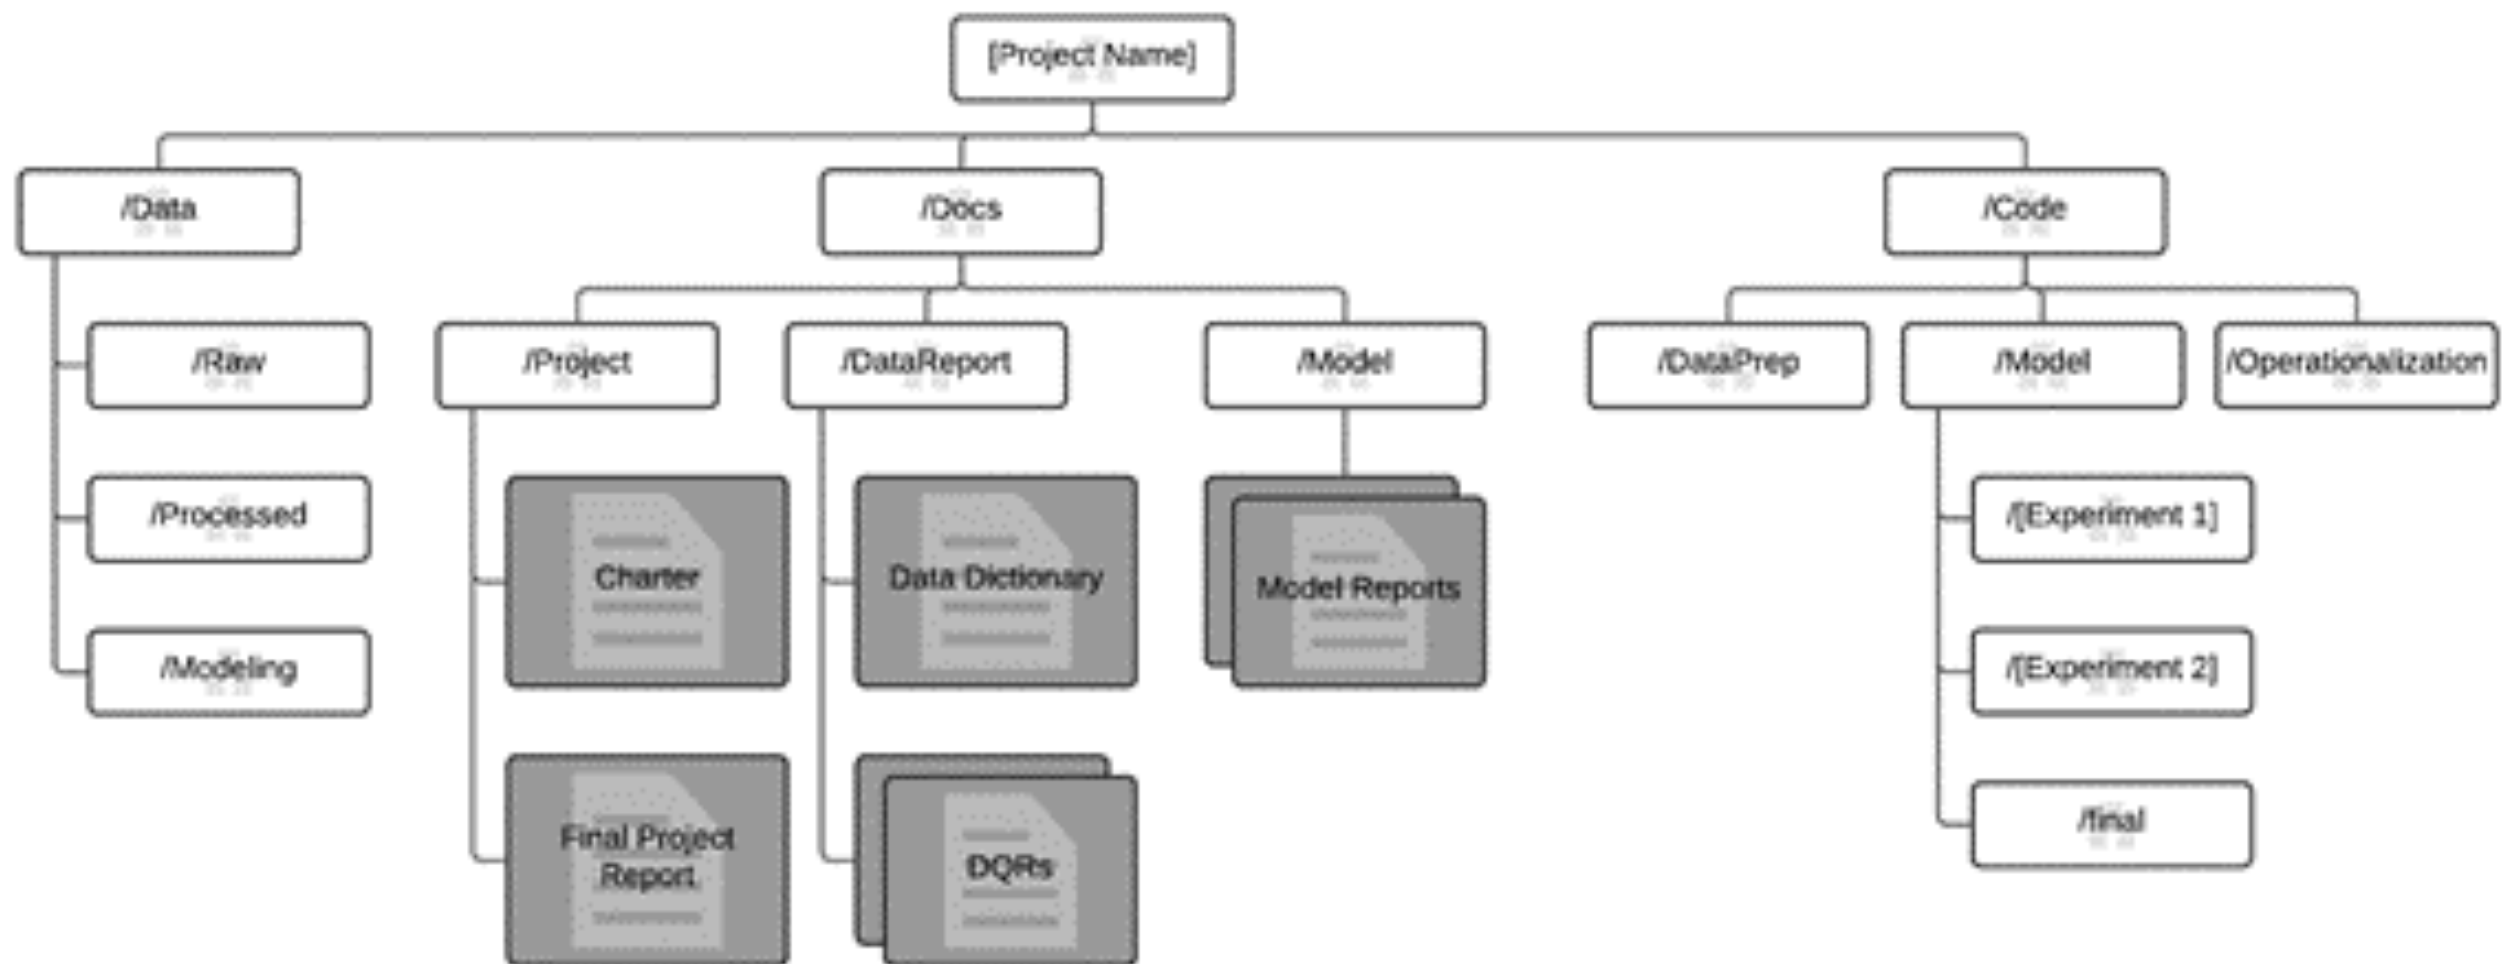 [Project Name]
/Data
/Docs
/Code
/Raw
/Project
/DataReport
/Model
/DataPrep
/Model
/Operationalization
/Processed
Charter
Data Dictionary
Model Reports
/[Experiment 1]
/Modeling
/[Experiment 2]
Final Project
Report
DQRs
/final